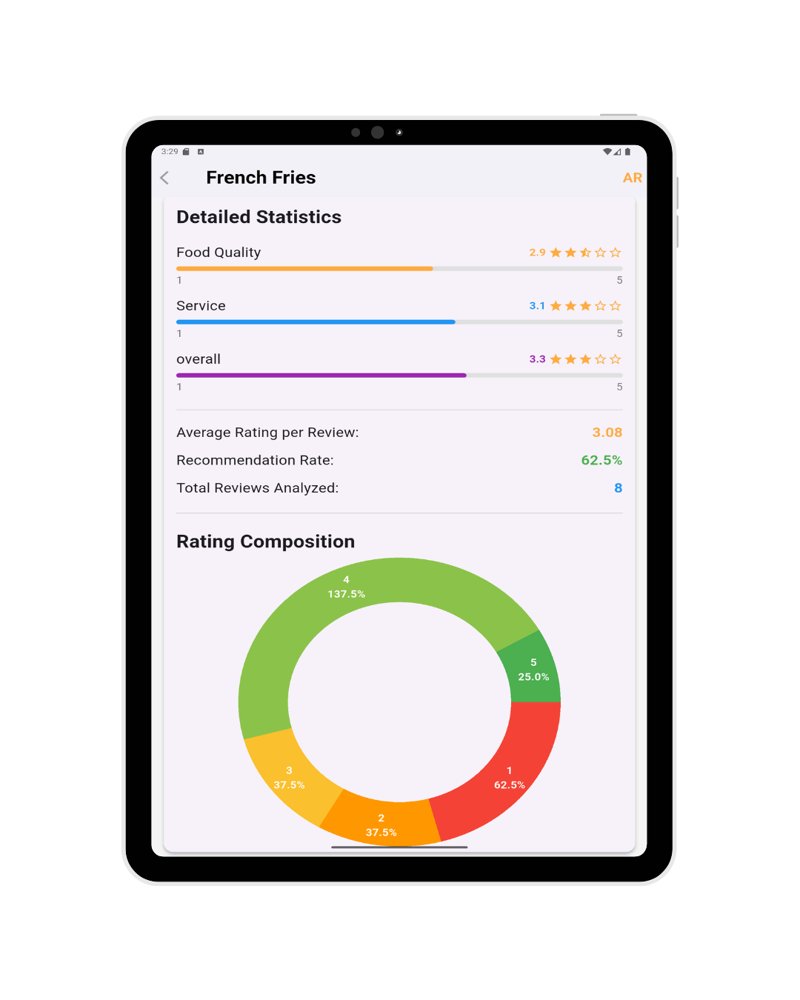 3:29
French Fries
AR
Detailed Statistics
Food Quality 2.9
1 5
Service 3.1
1 5
overall 3.3
1 5
Average Rating per Review: 3.08
Recommendation Rate: 62.5%
Total Reviews Analyzed: 8
Rating Composition
4
137.5%
5
25.0%
3
37.5%
1
62.5%
2
37.5%